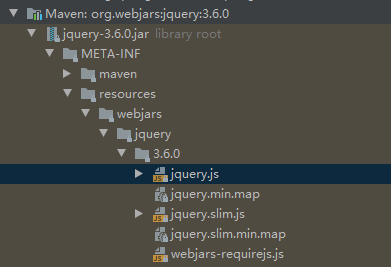 Maven: org.webjars:jquery:3.6.0
jquery-3.6.0.jar library root
META-INF
maven
resources
webjars
jquery
3.6.0
jquery.js
jquery.min.map
jquery.slim.js
jquery.slim.min.map
webjars-requirejs.js